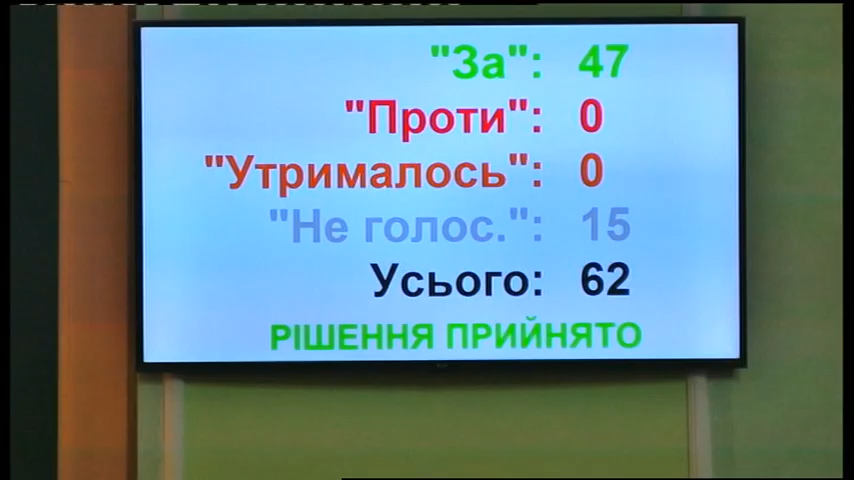 "За": 47
"Проти": 0
"Утрималось": 0
"Не голос.": 15
Усього: 62
РІШЕННЯ ПРИЙНЯТО